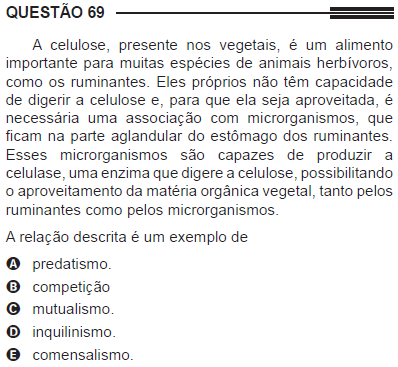 QUESTÃO 69
A celulose, presente nos vegetais, é um alimento
importante para muitas espécies de animais herbívoros,
como os ruminantes. Eles próprios não têm capacidade
de digerir a celulose e, para que ela seja aproveitada, é
necessária uma associação com microrganismos, que
ficam na parte aglandular do estômago dos ruminantes.
Esses microrganismos são capazes de produzir a
celulase, uma enzima que digere a celulose, possibilitando
o aproveitamento da matéria orgânica vegetal, tanto pelos
ruminantes como pelos microrganismos.
A relação descrita é um exemplo de
A predatismo.
B competição
C mutualismo.
D inquilinismo.
E comensalismo.